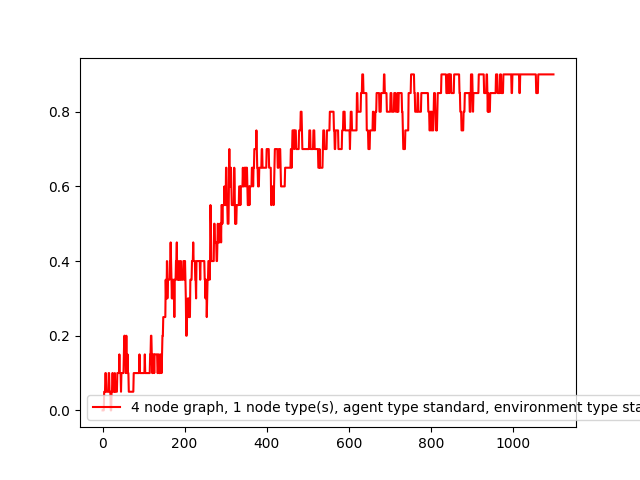 0.8
0.6
0.4
0.2
0.0
4 node graph, 1 node type(s), agent type standard, environment type sta
0 200 400 600 800 1000